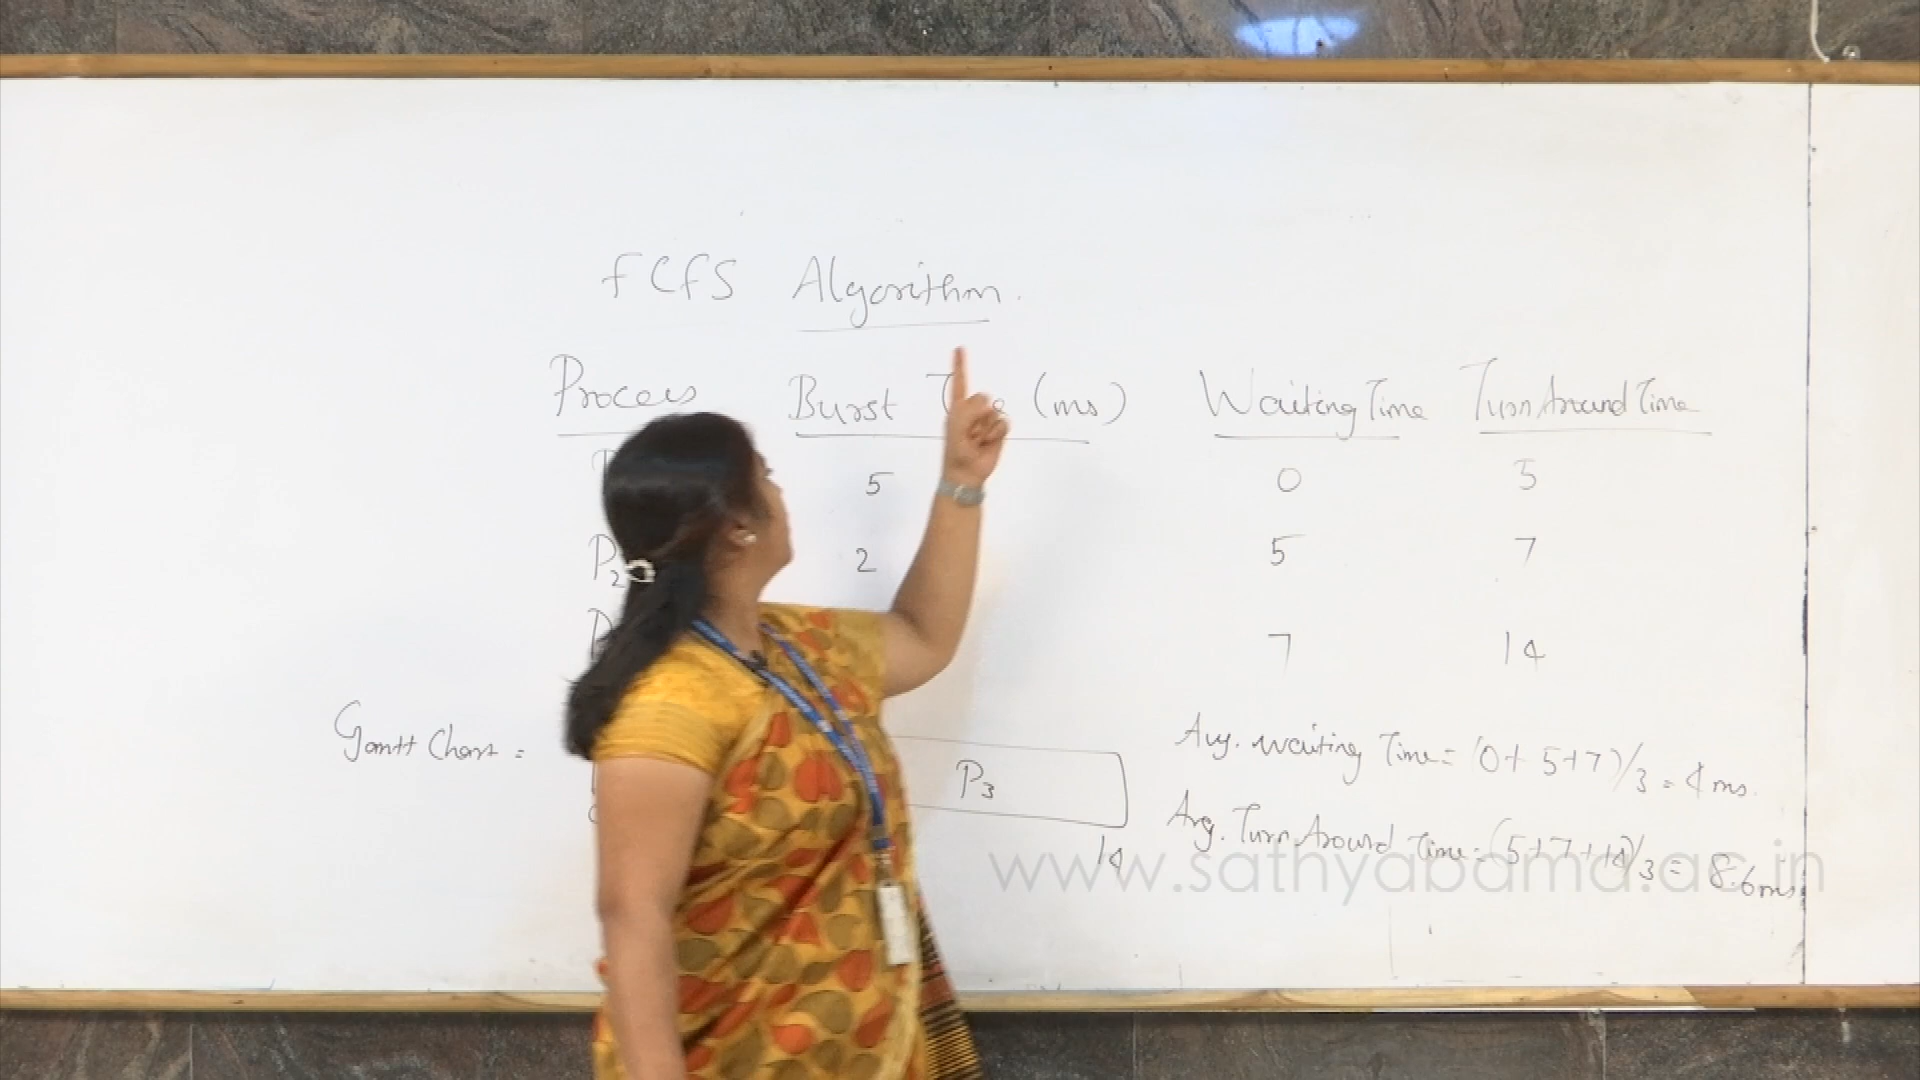 FCFS Algorithm.
Process Burst (ms) Waiting Time Turn Around Time
5 0 5
P2 2 5 7
7 14
Gantt Chart = P3
14
Avg. Waiting Time = (0+5+7)/3 = 4 ms.
Avg. Turn Around Time = (5+7+14)/3 = 8.6ms.
www.sathyabama.ac.in